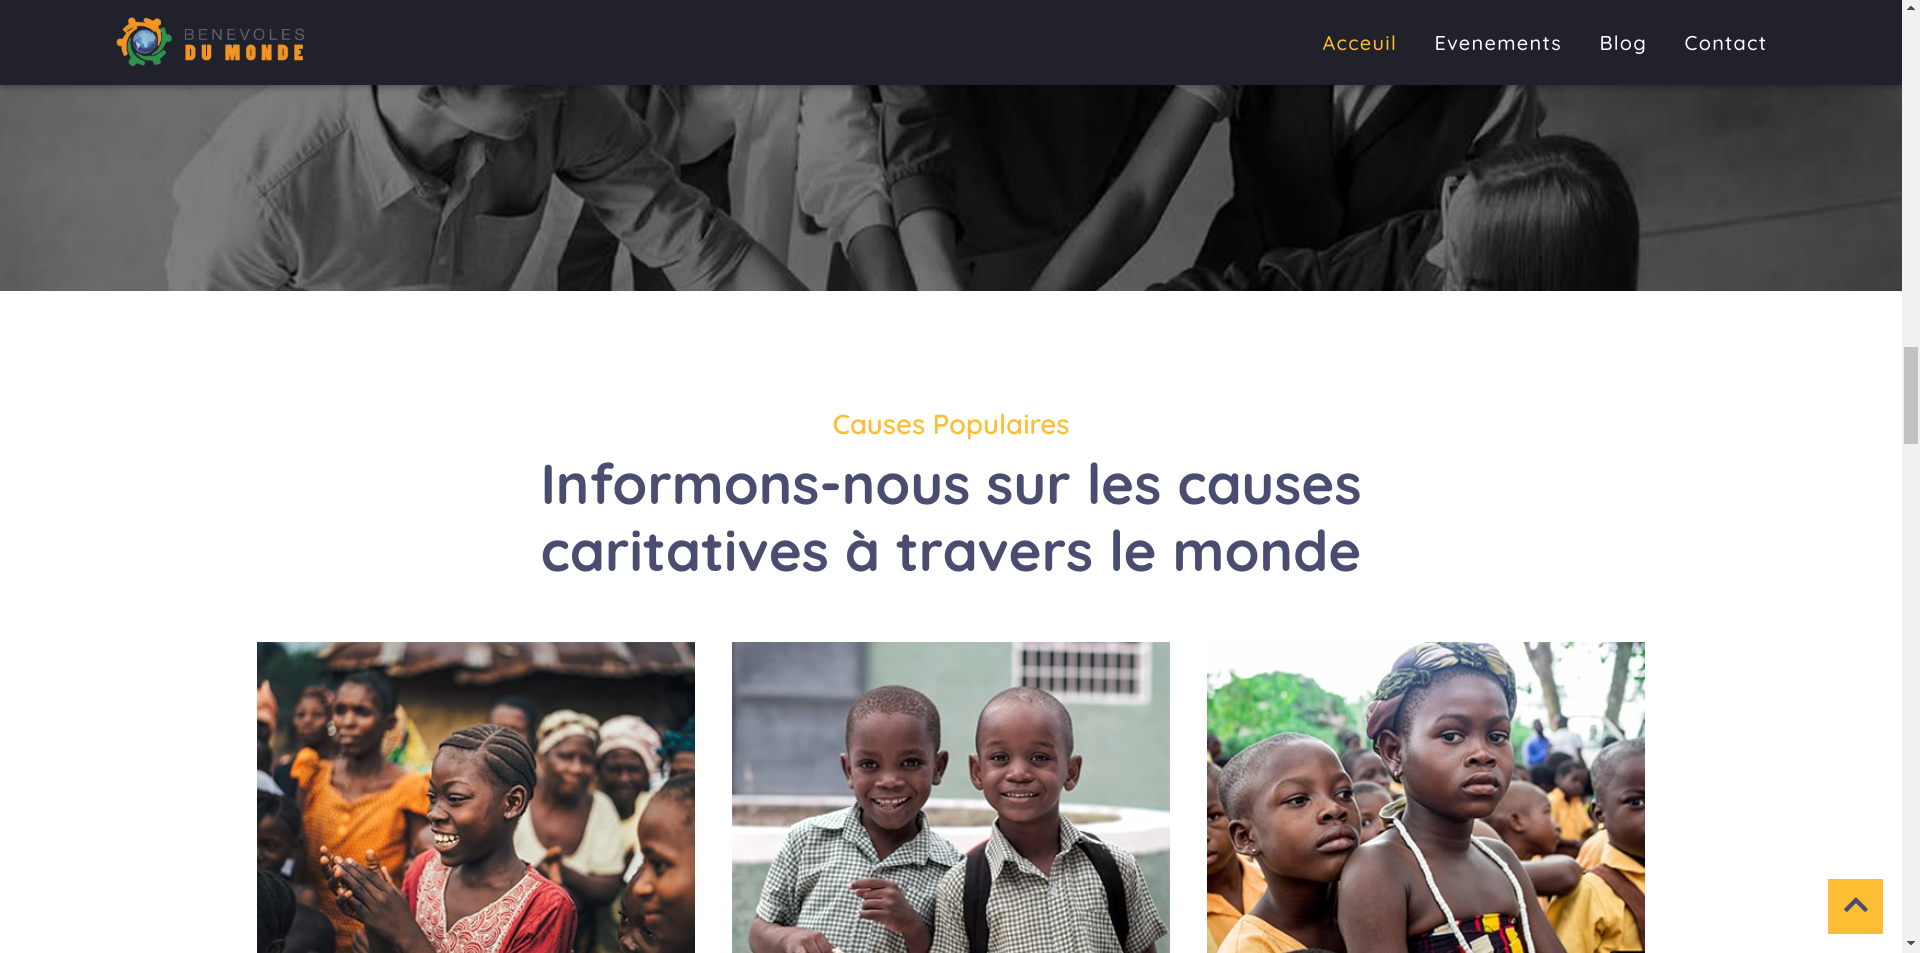 BENEVOLES
DU MONDE
Acceuil Evenements Blog Contact
Causes Populaires
Informons-nous sur les causes
caritatives à travers le monde